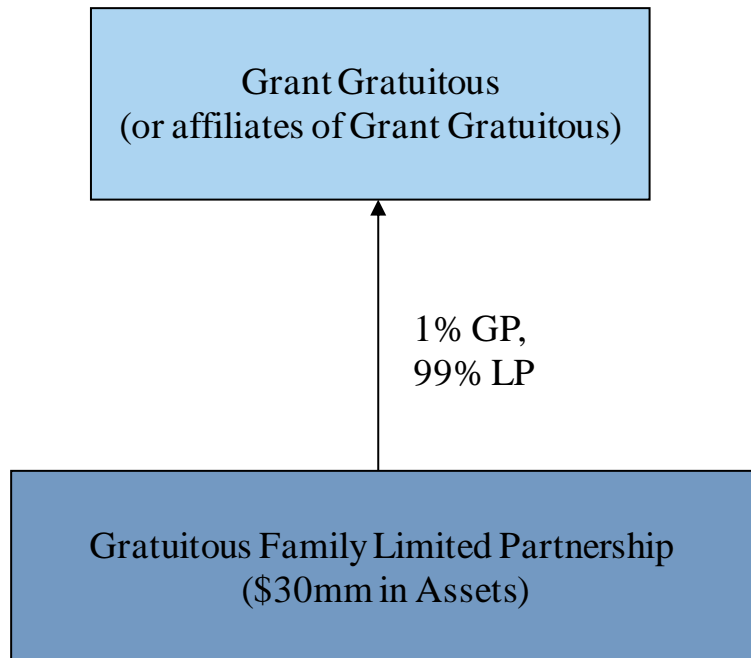 Grant Gratuitous
(or affiliates of Grant Gratuitous)
1% GP,
99% LP
Gratuitous Family Limited Partnership
($30mm in Assets)